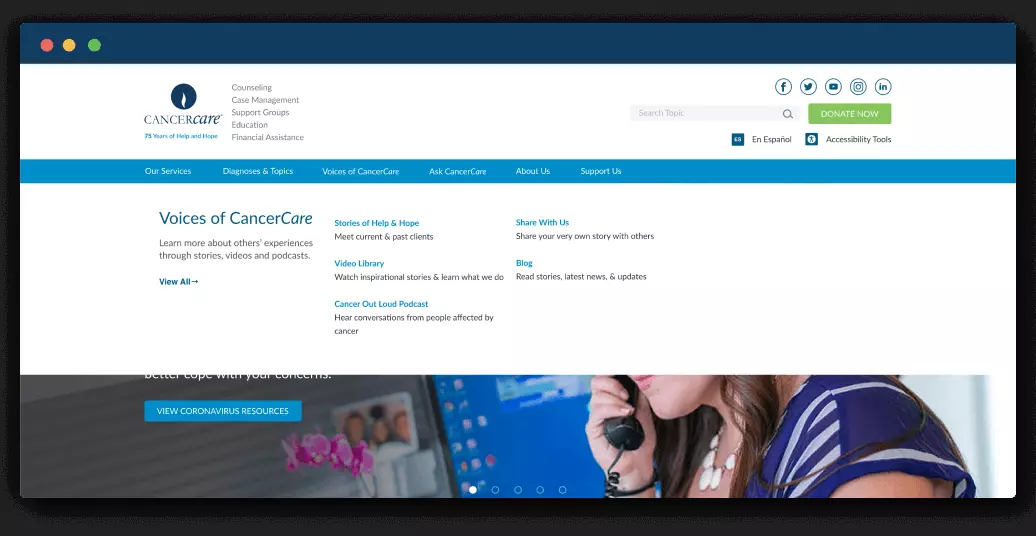 CANCERcare®
75 Years of Help and Hope
Counseling
Case Management
Support Groups
Education
Financial Assistance
Search Topic
DONATE NOW
ES En Español
Accessibility Tools
Our Services
Diagnoses & Topics
Voices of CancerCare
Ask CancerCare
About Us
Support Us
Voices of CancerCare
Learn more about others' experiences
through stories, videos and podcasts.
View All→
Stories of Help & Hope
Meet current & past clients
Video Library
Watch inspirational stories & learn what we do
Cancer Out Loud Podcast
Hear conversations from people affected by
cancer
Share With Us
Share your very own story with others
Blog
Read stories, latest news, & updates
better cope with your concerns.
VIEW CORONAVIRUS RESOURCES